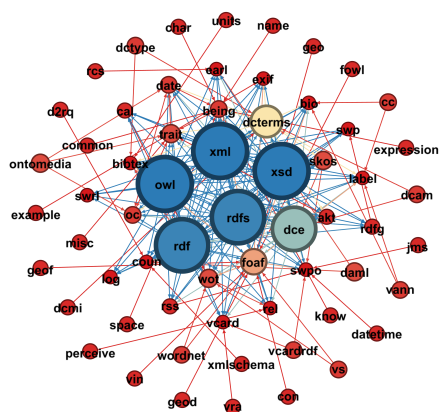 units
char
name
dctype
geo
rcs
earl
fowl
date
exif
d2rq
being
bio
cc
cal
dcterms
common
trait
swp
expression
xml
ontomedia
bibtex
skos
xsd
label
owl
swrl
dcam
example
oc
rdfs
akt
rdfg
misc
rdf
dce
jms
geof
coun
foaf
swpo
daml
log
wot
vann
dcmi
rss
rel
know
space
vcard
datetime
perceive
wordnet
vcardrdf
xmlschema
vs
vin
geod
vra
con